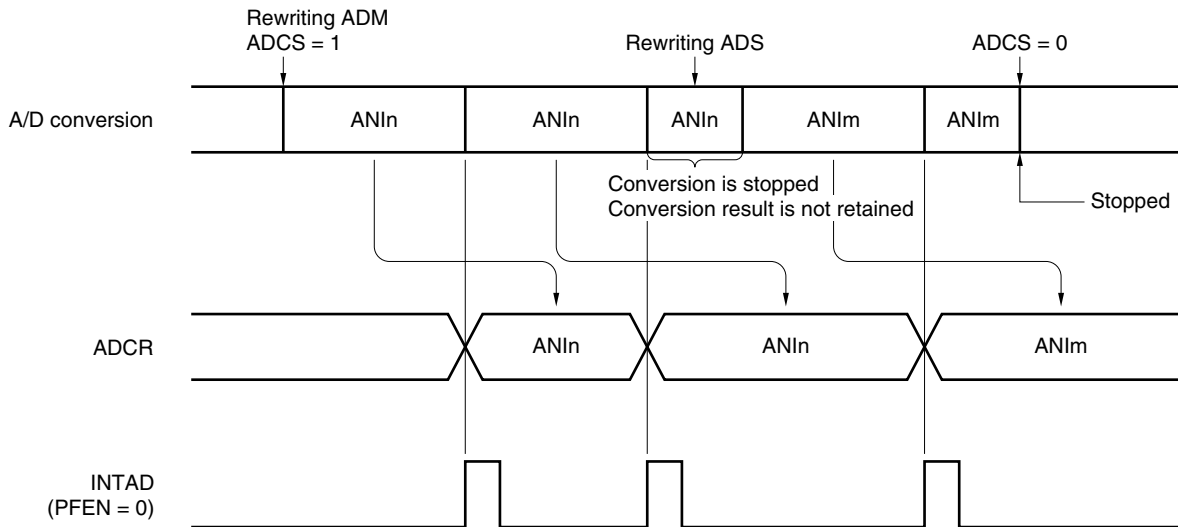 Rewriting ADM
ADCS = 1
Rewriting ADS
ADCS = 0
A/D conversion
ANIn
ANIn
ANIn
ANIm
ANIm
Conversion is stopped
Conversion result is not retained
Stopped
ADCR
ANIn
ANIn
ANIm
INTAD
(PFEN = 0)